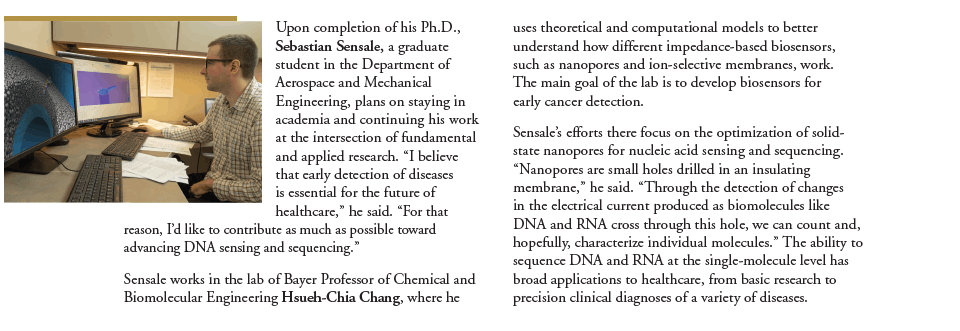 Upon completion of his Ph.D.,
Sebastian Sensale, a graduate
student in the Department of
Aerospace and Mechanical
Engineering, plans on staying in
academia and continuing his work
at the intersection of fundamental
and applied research. “I believe
that early detection of diseases
is essential for the future of
healthcare,” he said. “For that
reason, I’d like to contribute as much as possible toward
advancing DNA sensing and sequencing.”
Sensale works in the lab of Bayer Professor of Chemical and
Biomolecular Engineering Hsueh-Chia Chang, where he
uses theoretical and computational models to better
understand how different impedance-based biosensors,
such as nanopores and ion-selective membranes, work.
The main goal of the lab is to develop biosensors for
early cancer detection.
Sensale’s efforts there focus on the optimization of solid-
state nanopores for nucleic acid sensing and sequencing.
“Nanopores are small holes drilled in an insulating
membrane,” he said. “Through the detection of changes
in the electrical current produced as biomolecules like
DNA and RNA cross through this hole, we can count and,
hopefully, characterize individual molecules.” The ability to
sequence DNA and RNA at the single-molecule level has
broad applications to healthcare, from basic research to
precision clinical diagnoses of a variety of diseases.